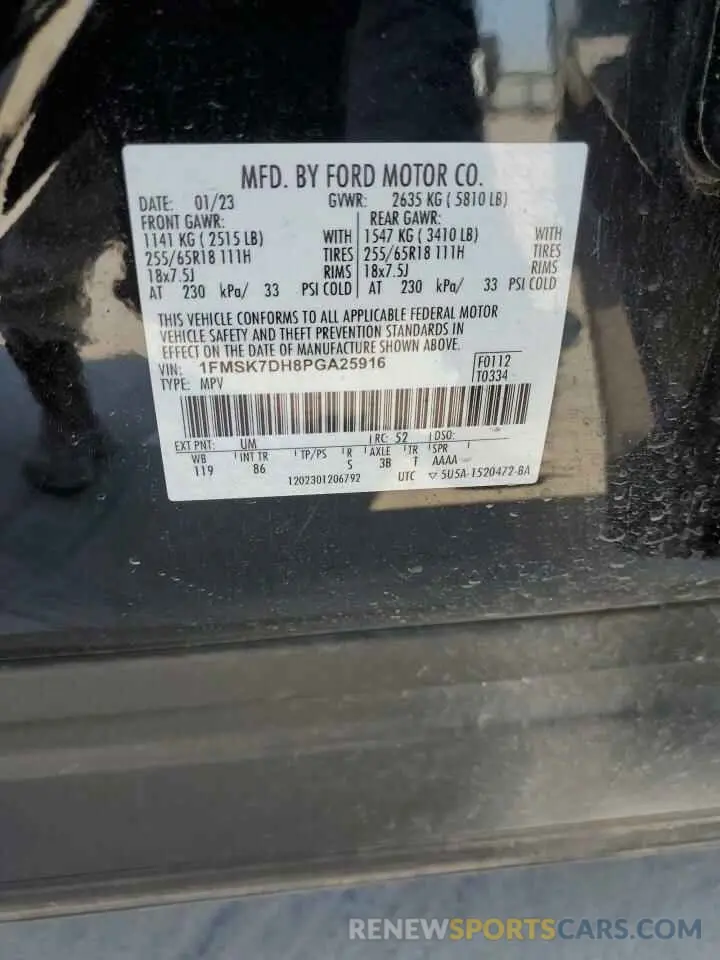 MFD. BY FORD MOTOR CO.
DATE: 01/23 GVWR: 2635 KG ( 5810 LB)
FRONT GAWR: REAR GAWR:
1141 KG ( 2515 LB) WITH 1547 KG ( 3410 LB) WITH
255/65R18 111H TIRES 255/65R18 111H TIRES
18x7.5J RIMS 18x7.5J RIMS
AT 230 kPa/ 33 PSI COLD AT 230 kPa/ 33 PSI COLD
THIS VEHICLE CONFORMS TO ALL APPLICABLE FEDERAL MOTOR
VEHICLE SAFETY AND THEFT PREVENTION STANDARDS IN
EFFECT ON THE DATE OF MANUFACTURE SHOWN ABOVE.
VIN: 1FMSK7DH8PGA25916 F0112
TYPE: MPV T0334
EXT PNT: UM RC: 52 DSO:
WB INT TR TP/PS R AXLE TR SPR
119 86 S 3B T AAAA
1202301206792 UTC ▽ 5U5A-1520472-BA
RENEWSPORTSCARS.COM